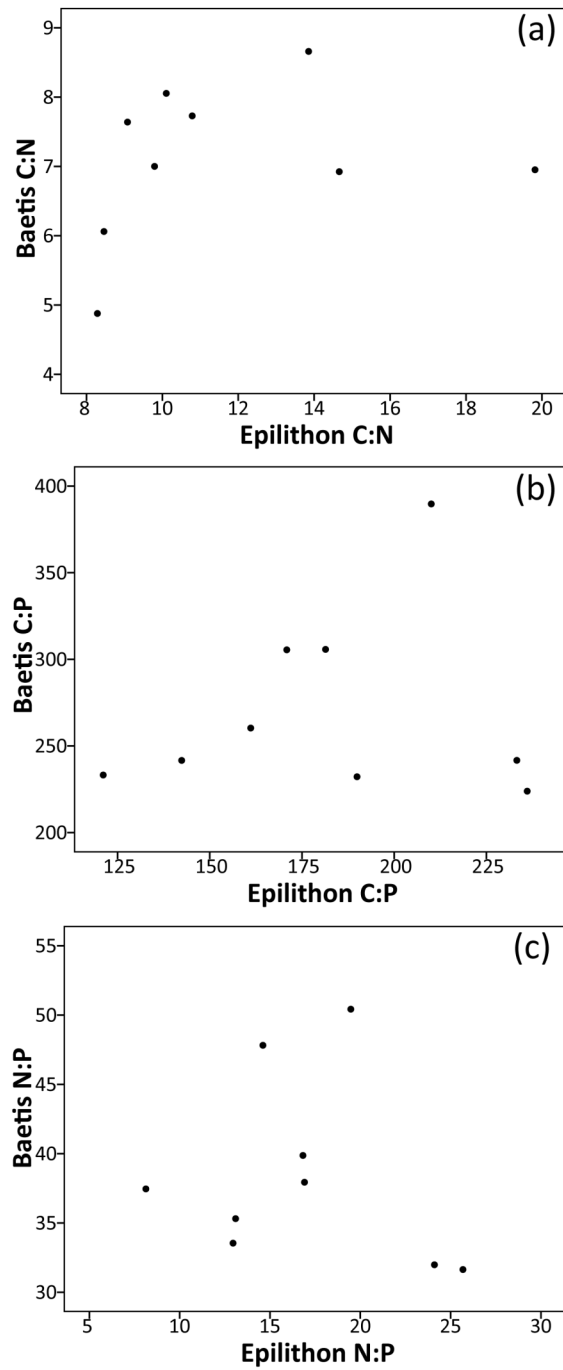 (a)
Baetis C:N
9
8
7
6
5
4
8 10 12 14 16 18 20
Epilithon C:N
(b)
Baetis C:P
400
350
300
250
200
125 150 175 200 225
Epilithon C:P
(c)
Baetis N:P
55
50
45
40
35
30
5 10 15 20 25 30
Epilithon N:P